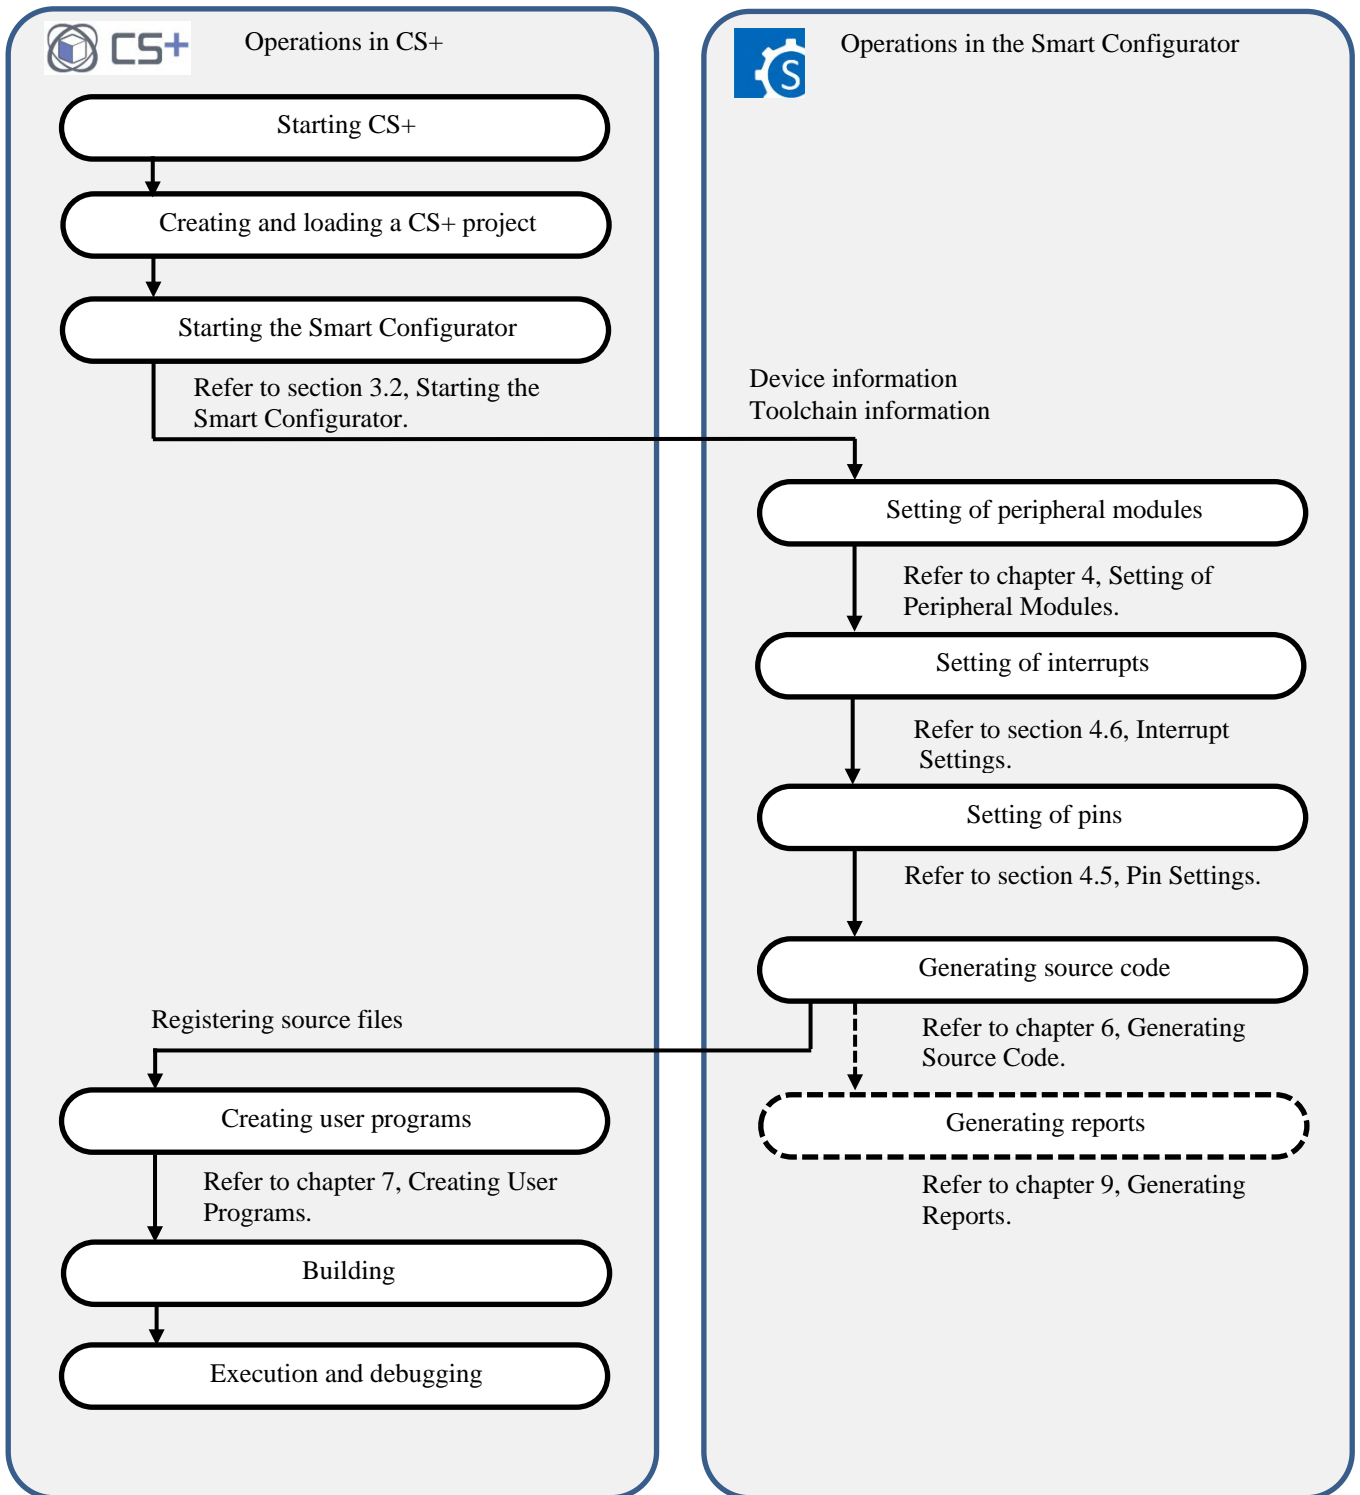 CS+
Operations in CS+
Starting CS+
Creating and loading a CS+ project
Starting the Smart Configurator
Refer to section 3.2, Starting the
Smart Configurator.
Registering source files
Creating user programs
Refer to chapter 7, Creating User
Programs.
Building
Execution and debugging
S
Operations in the Smart Configurator
Device information
Toolchain information
Setting of peripheral modules
Refer to chapter 4, Setting of
Peripheral Modules.
Setting of interrupts
Refer to section 4.6, Interrupt
Settings.
Setting of pins
Refer to section 4.5, Pin Settings.
Generating source code
Refer to chapter 6, Generating
Source Code.
Generating reports
Refer to chapter 9, Generating
Reports.